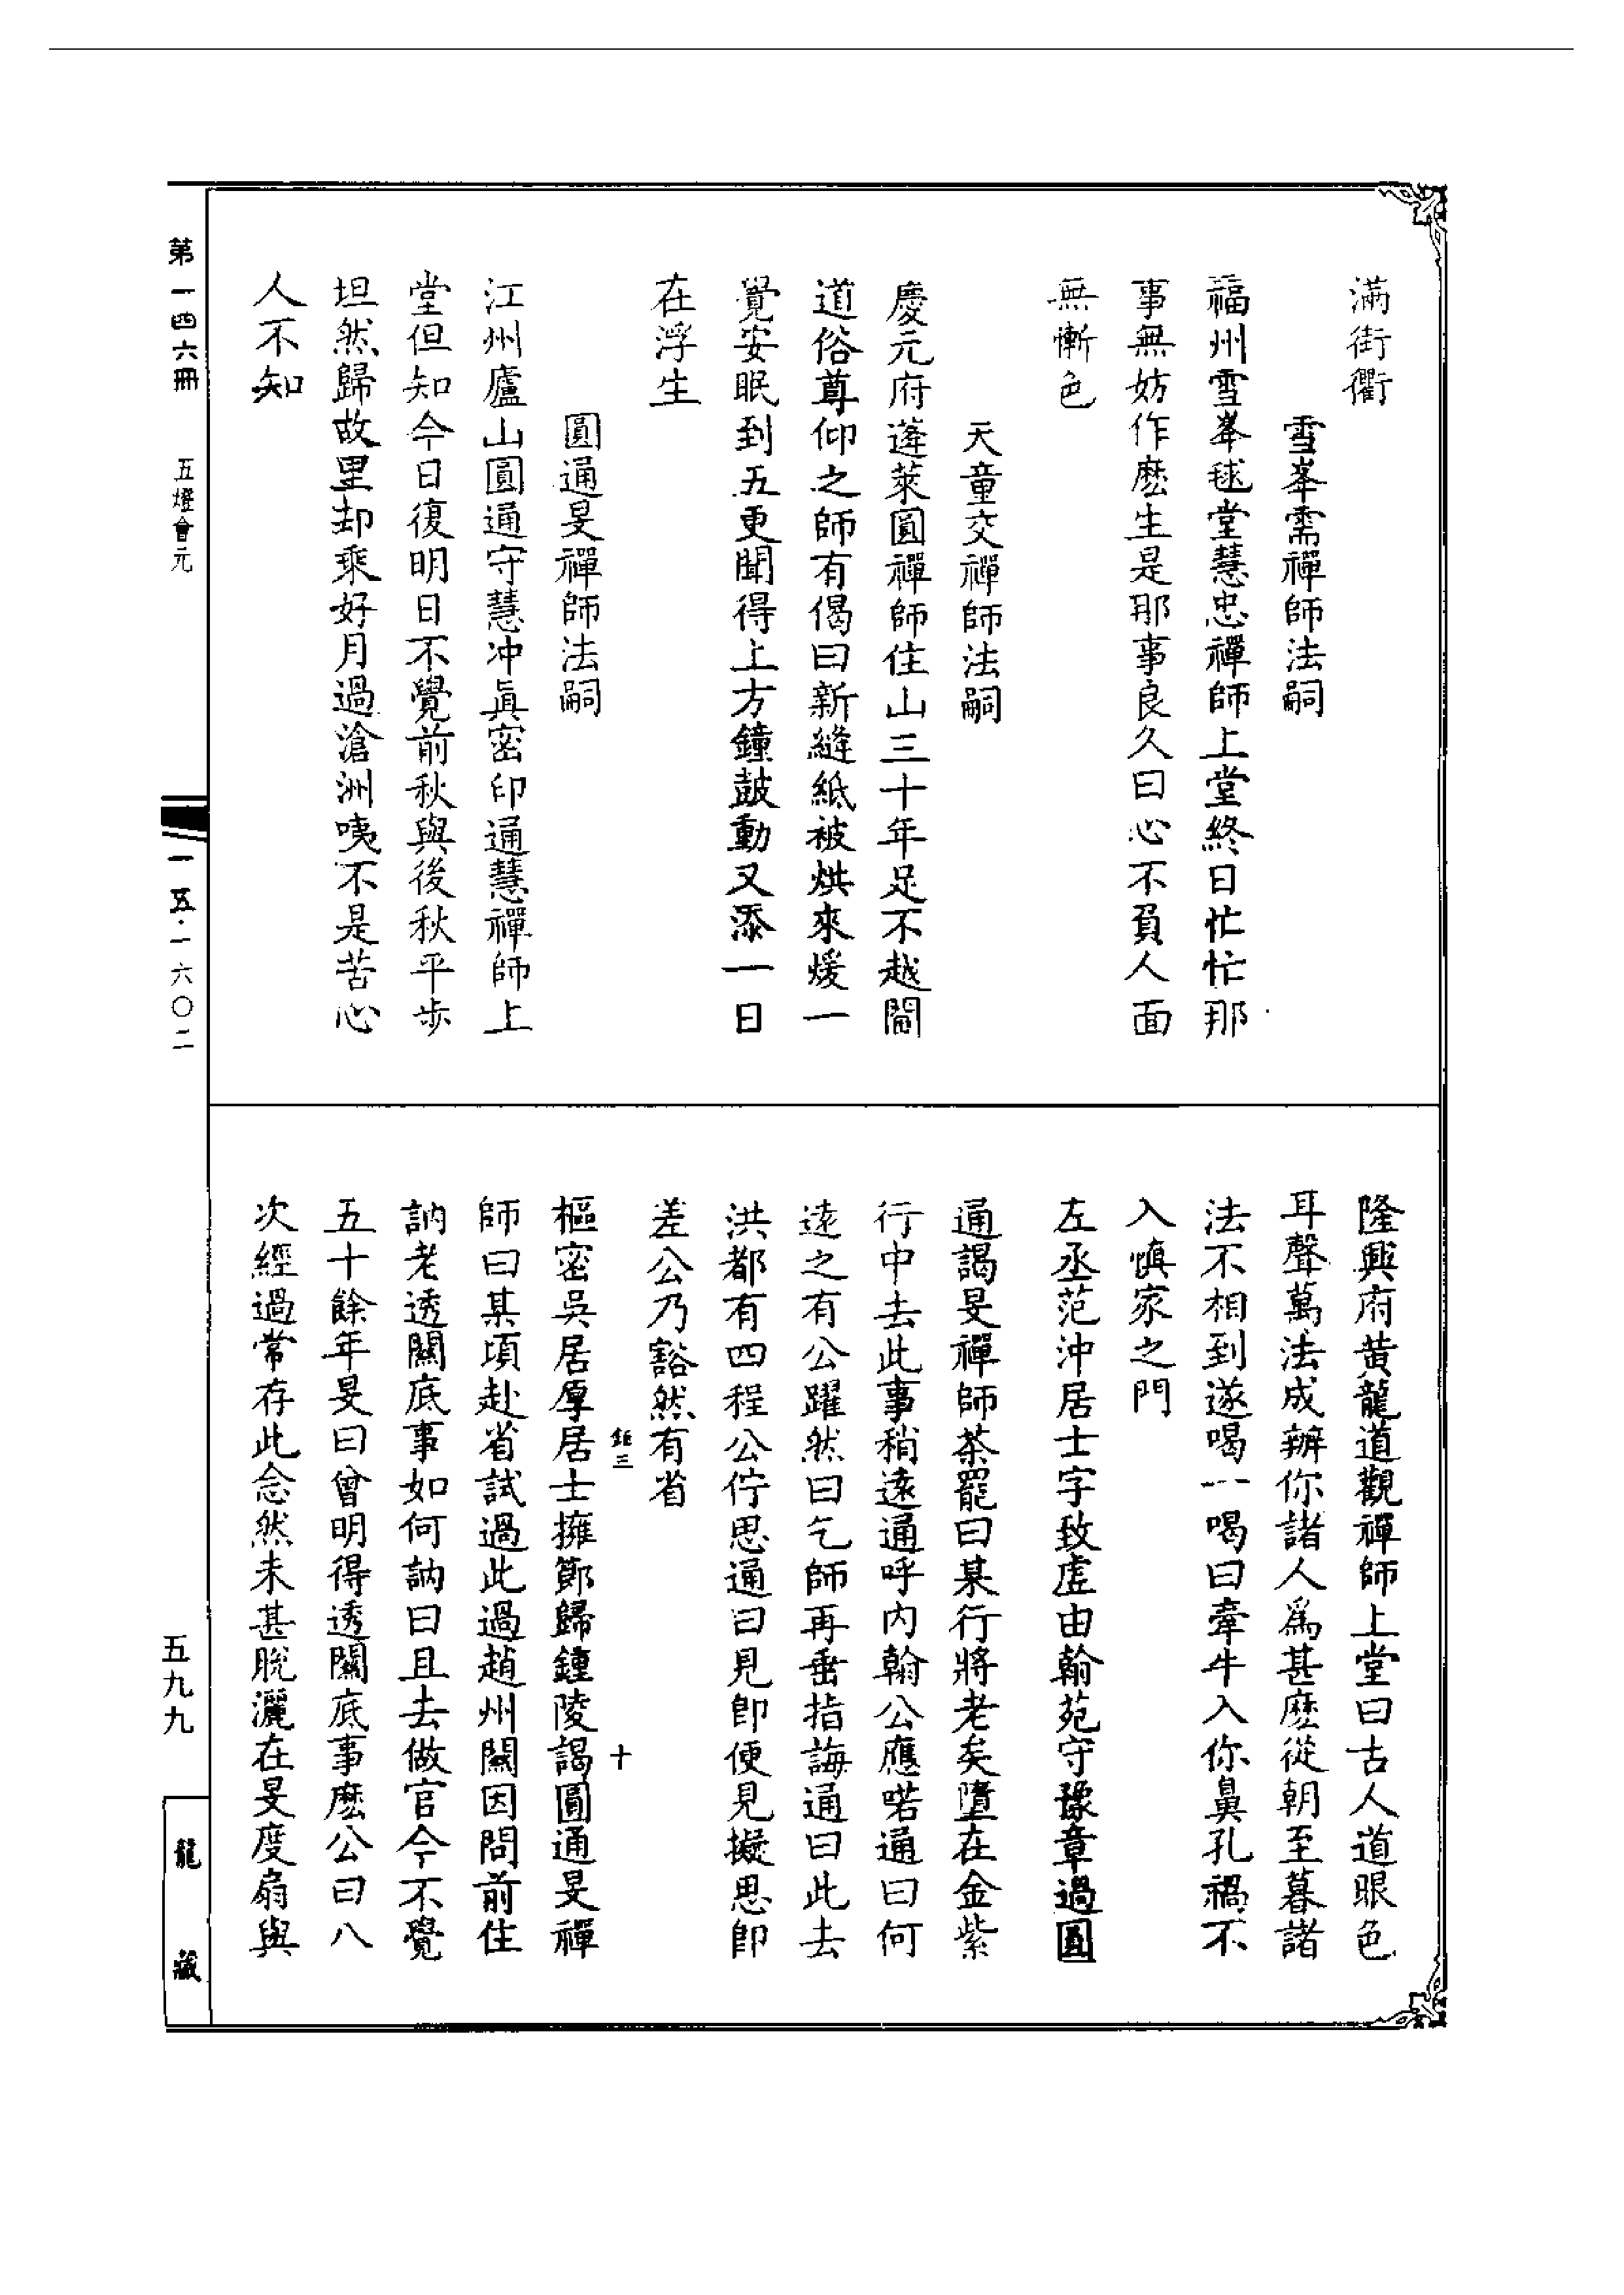 滿街衢
雪峯需禪師法嗣
福州雪峯毬堂慧忠禪師上堂終日忙忙那
事無妨作麽生是那事良久曰心不負人面
無慚色
天童交禪師法嗣
慶元府蓬萊圓禪師住山三十年足不越閫
道俗尊仰之師有偈曰新縫紙被烘來煖一
覺安眠到五更聞得上方鐘鼓動又添一日
在浮生
圓通旻禪師法嗣
江州廬山圓通守慧冲眞密印通慧禪師上
堂但知今日復明日不覺前秋與後秋平步
坦然歸故里却乘好月過滄洲咦不是苦心
人不知
隆興府黄龍道觀禪師上堂曰古人道眼色
耳聲萬法成辦你諸人爲甚麽從朝至暮諸
法不相到遂喝一喝曰牽牛入你鼻孔禍不
入慎家之門
左丞范沖居士字致虛由翰苑守豫章過圓
通謁旻禪師茶罷曰某行將老矣墮在金紫
行中去此事稍遠通呼内翰公應喏通曰何
遠之有公躍然曰乞師再垂指誨通曰此去
洪都有四程公佇思通曰見即便見擬思即
差公乃豁然有省
鉅三 十
樞密吳居厚居士擁節歸鍾陵謁圓通旻禪
師曰某頃赴省試過此過趙州關因問前住
訥老透關底事如何訥曰且去做官今不覺
五十餘年旻曰曾明得透關底事麽公曰八
次經過常存此念然未甚脫灑在旻度扇與
第一四六冊 五燈會元
一五·一六〇二
五九九
龍藏